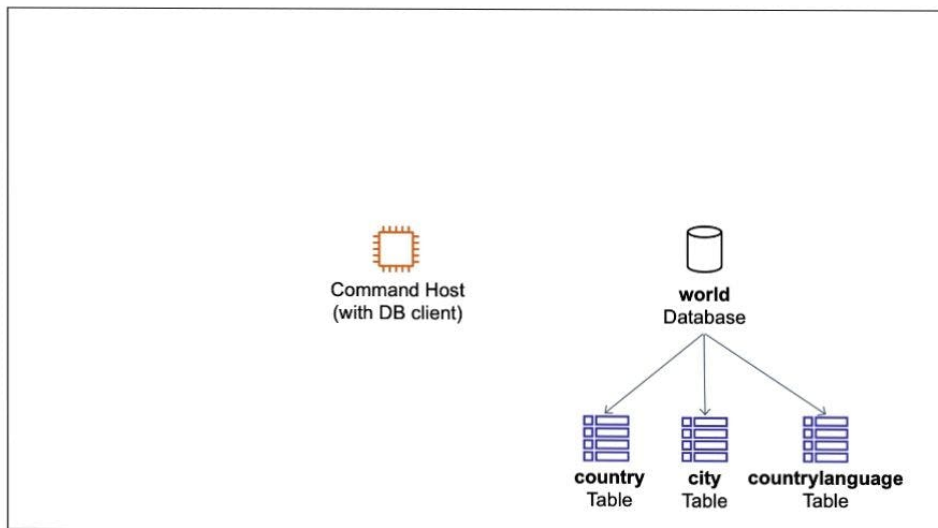 Command Host
(with DB client)
world
Database
country
Table
city
Table
countrylanguage
Table